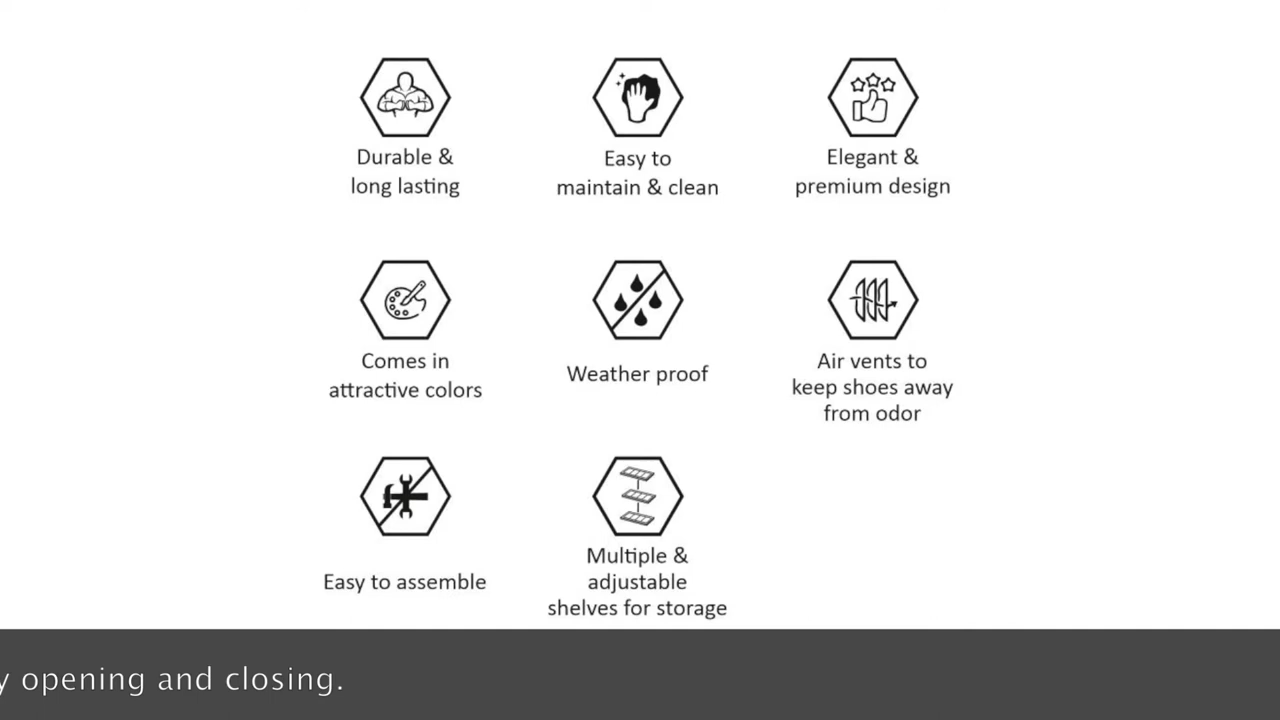 Durable &
long lasting
Easy to
maintain & clean
Elegant &
premium design
Comes in
attractive colors
Weather proof
Air vents to
keep shoes away
from odor
Easy to assemble
Multiple &
adjustable
shelves for storage
y opening and closing.